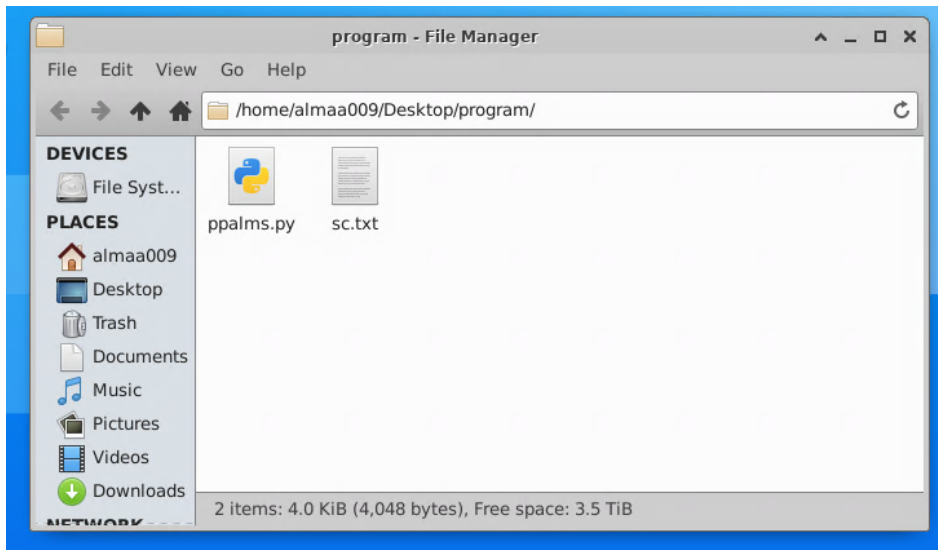 program - File Manager
File Edit View Go Help
/home/almaa009/Desktop/program/
DEVICES
File Syst...
PLACES
almaa009
Desktop
Trash
Documents
Music
Pictures
Videos
Downloads
NETWORK
ppalms.py
sc.txt
2 items: 4.0 KiB (4,048 bytes), Free space: 3.5 TiB